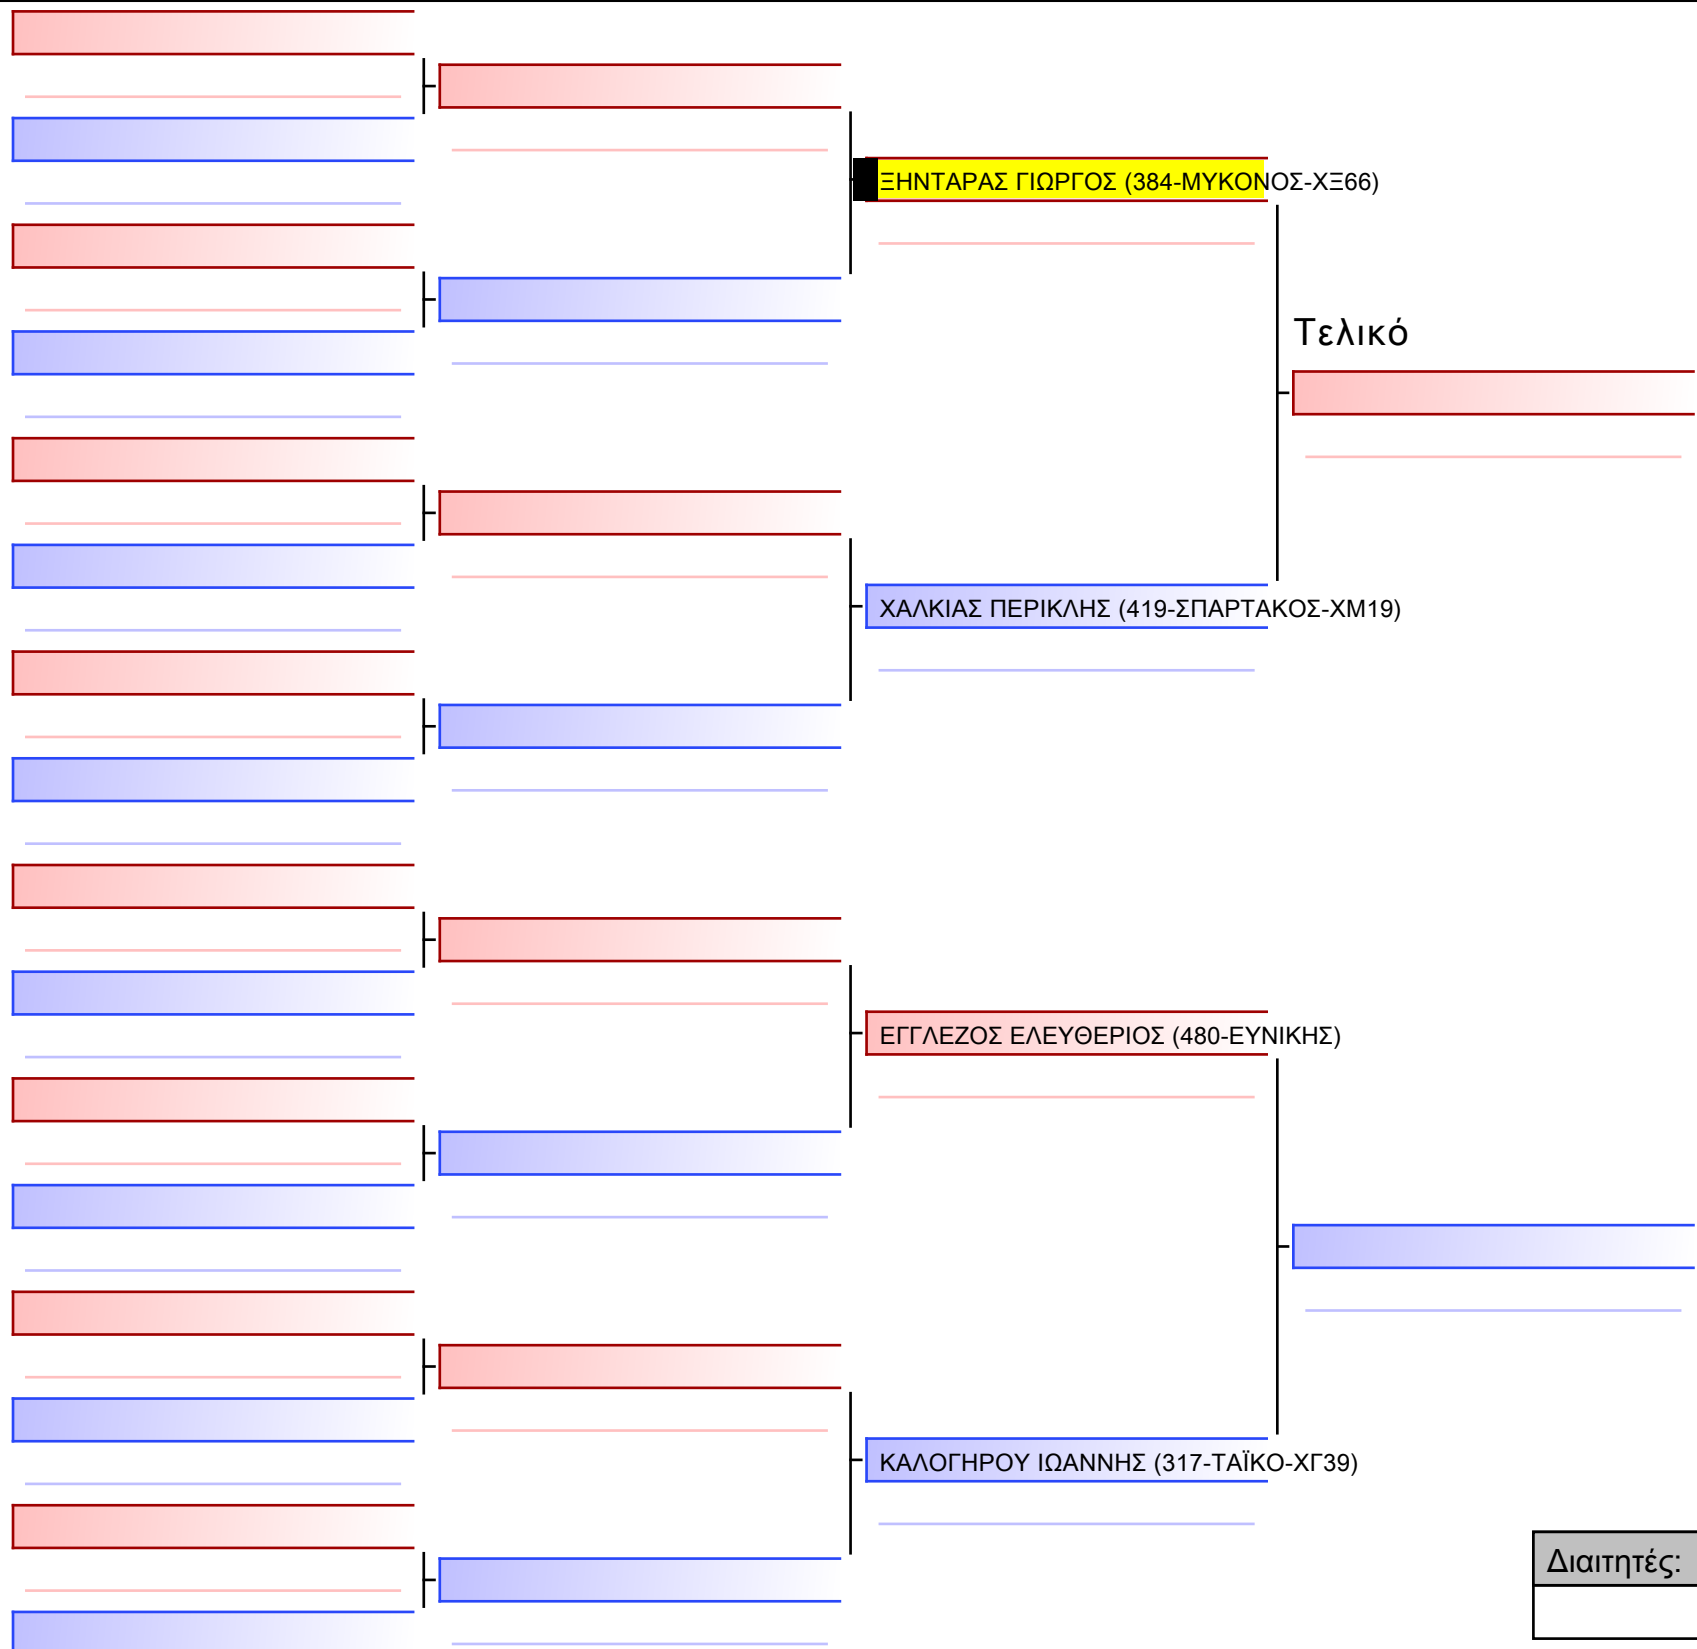 ΞΗΝΤΑΡΑΣ ΓΙΩΡΓΟΣ (384-ΜΥΚΟΝΟΣ-ΧΞ66)
Τελικό
ΧΑΛΚΙΑΣ ΠΕΡΙΚΛΗΣ (419-ΣΠΑΡΤΑΚΟΣ-ΧΜ19)
ΕΓΓΛΕΖΟΣ ΕΛΕΥΘΕΡΙΟΣ (480-ΕΥΝΙΚΗΣ)
ΚΑΛΟΓΗΡΟΥ ΙΩΑΝΝΗΣ (317-ΤΑΪΚΟ-ΧΓ39)
Διαιτητές: